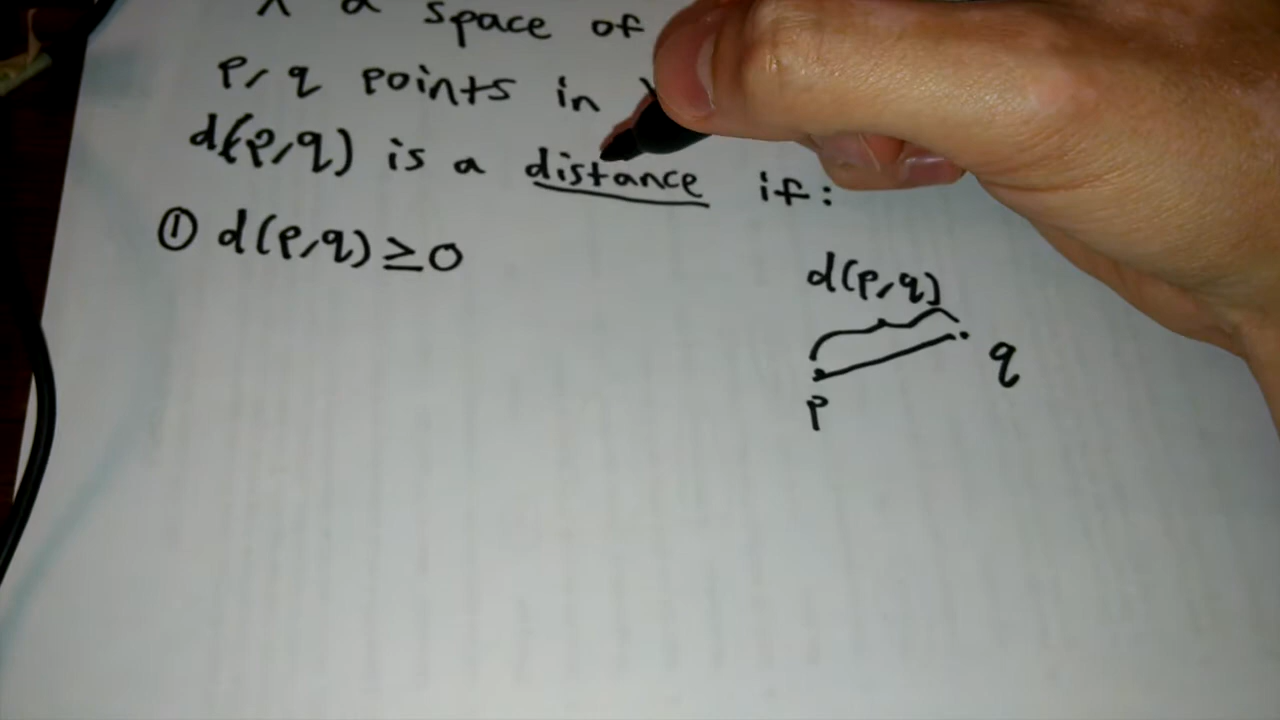 a space of
p, q points in
d(p,q) is a distance if:
① d(p,q) ≥ 0
d(p,q)
q
p